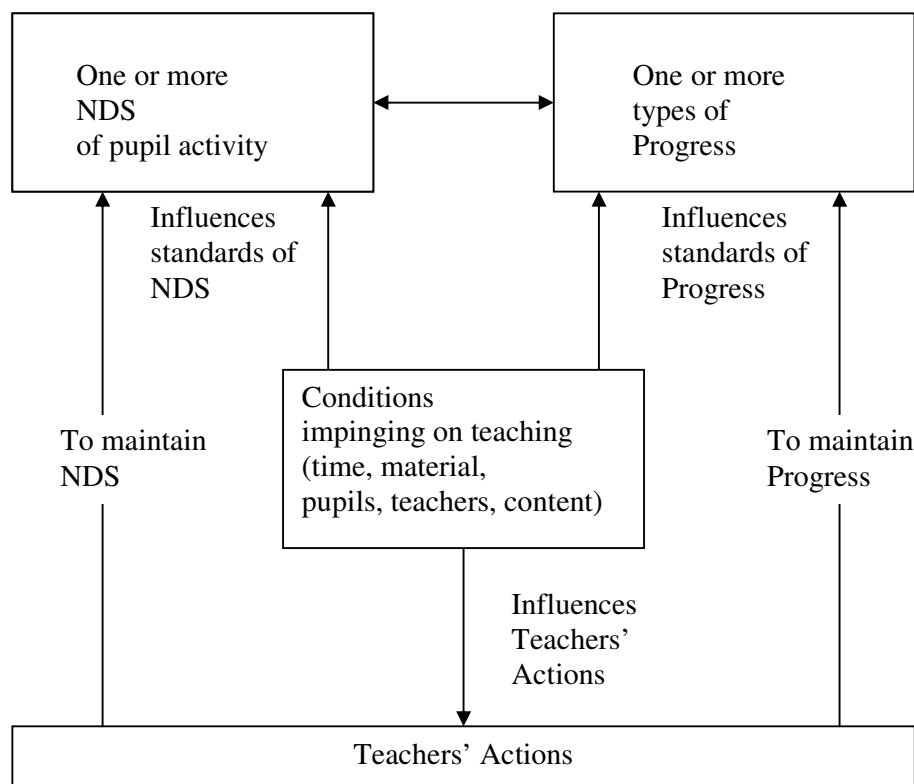 One or more
NDS
of pupil activity
One or more
types of
Progress
Influences
standards of
NDS
Influences
standards of
Progress
Conditions
impinging on teaching
(time, material,
pupils, teachers, content)
To maintain
NDS
To maintain
Progress
Influences
Teachers’
Actions
Teachers’ Actions